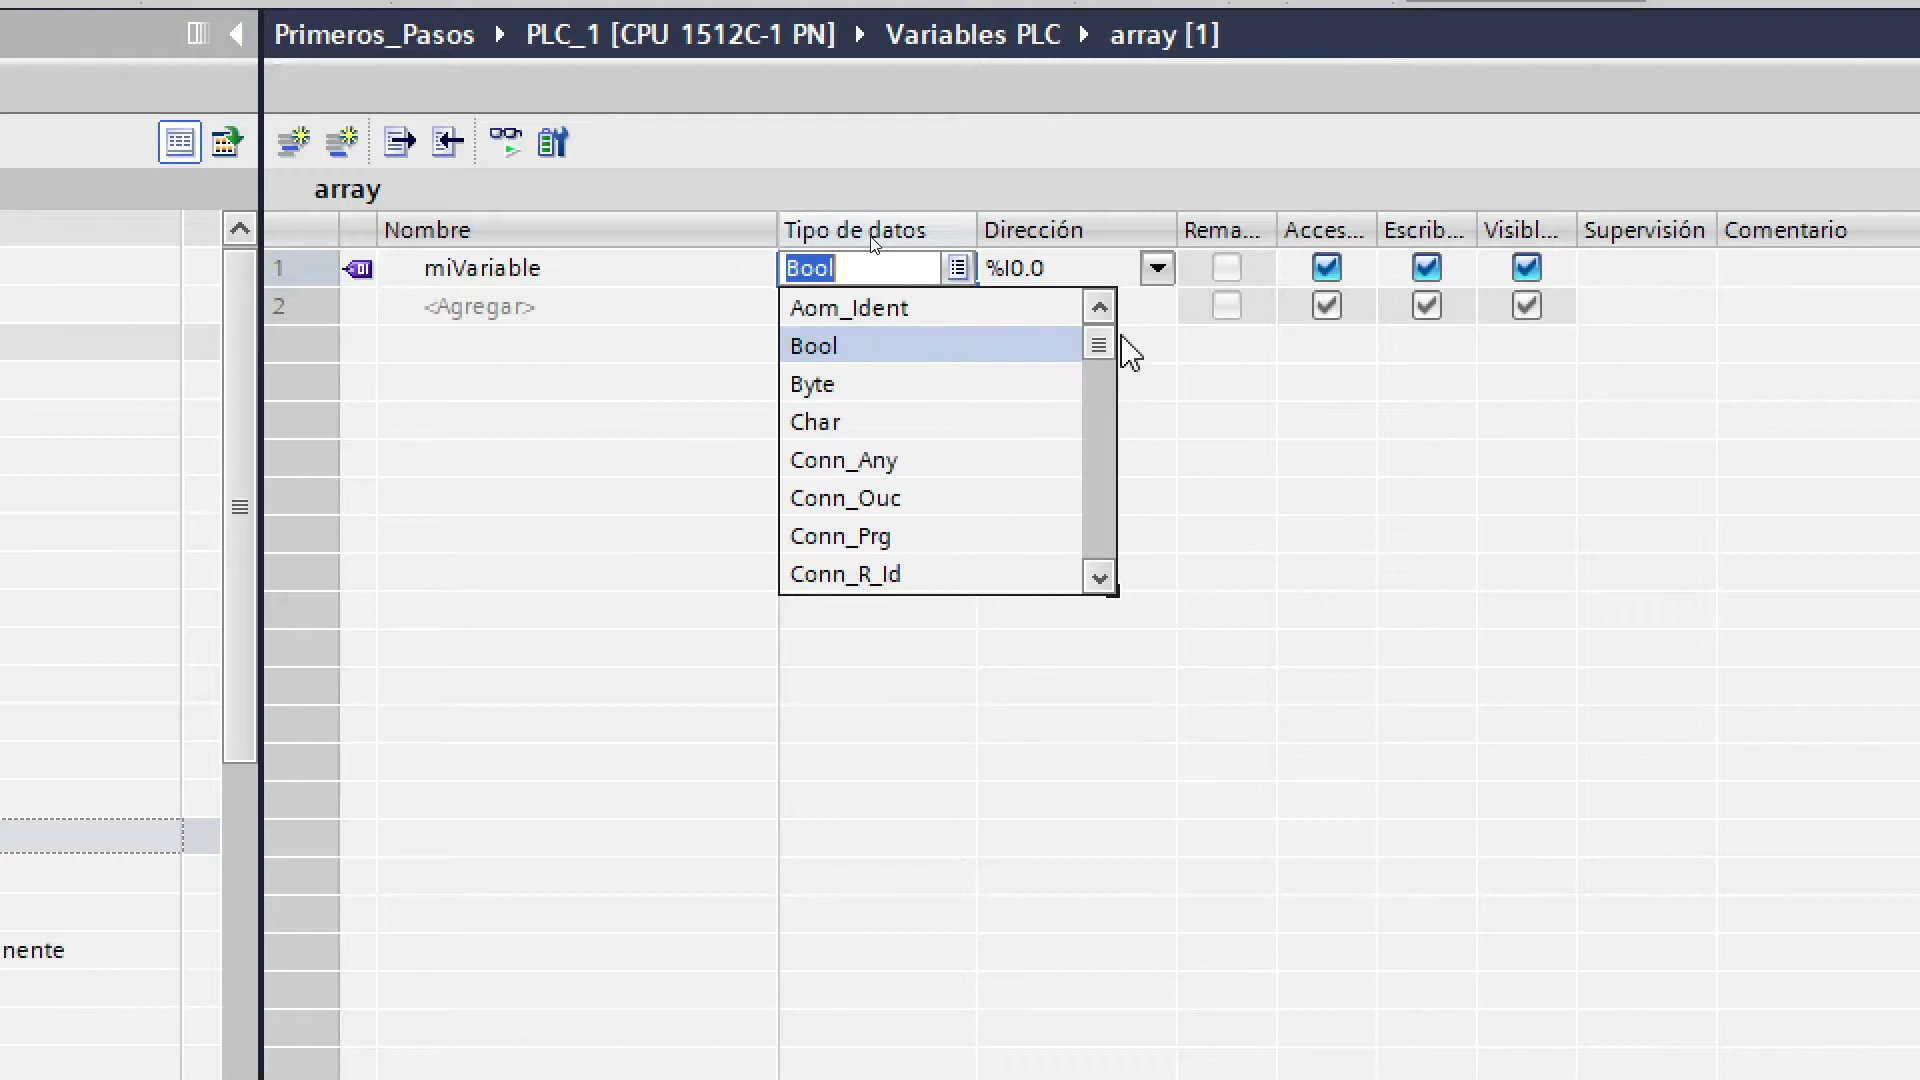 Primeros_Pasos ▸ PLC_1 [CPU 1512C-1 PN] ▸ Variables PLC ▸ array [1]
array
Nombre Tipo de datos Dirección Rema... Acces... Escrib... Visibl... Supervisión Comentario
1 miVariable Bool %I0.0
2 <Agregar>
Aom_Ident
Bool
Byte
Char
Conn_Any
Conn_Ouc
Conn_Prg
Conn_R_Id
nente